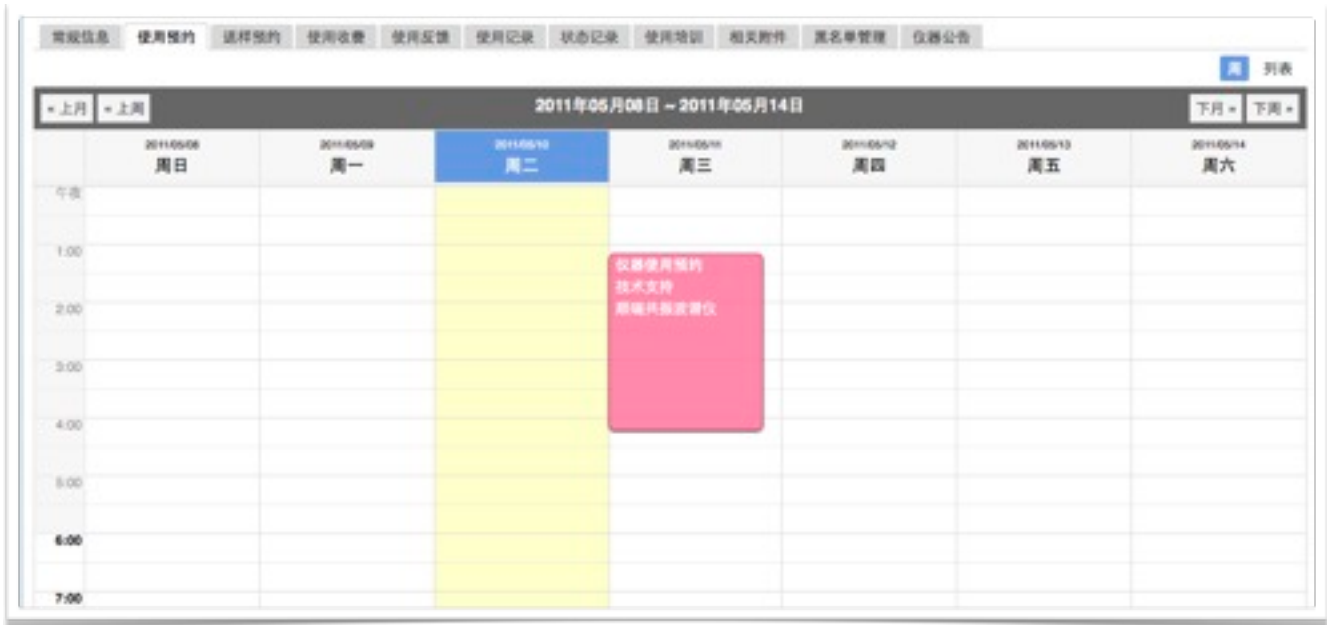 常规信息 使用预约 送样预约 使用收费 使用反馈 使用记录 状态记录 使用培训 相关附件 黑名单管理 仪器公告
周 列表
« 上月 « 上周 2011年05月08日 ~ 2011年05月14日 下月 » 下周 »
2011/05/08 2011/05/09 2011/05/10 2011/05/11 2011/05/12 2011/05/13 2011/05/14
周日 周一 周二 周三 周四 周五 周六
午夜
1:00
仪器使用预约
技术支持
2:00 顺磁共振波谱仪
3:00
4:00
5:00
6:00
7:00